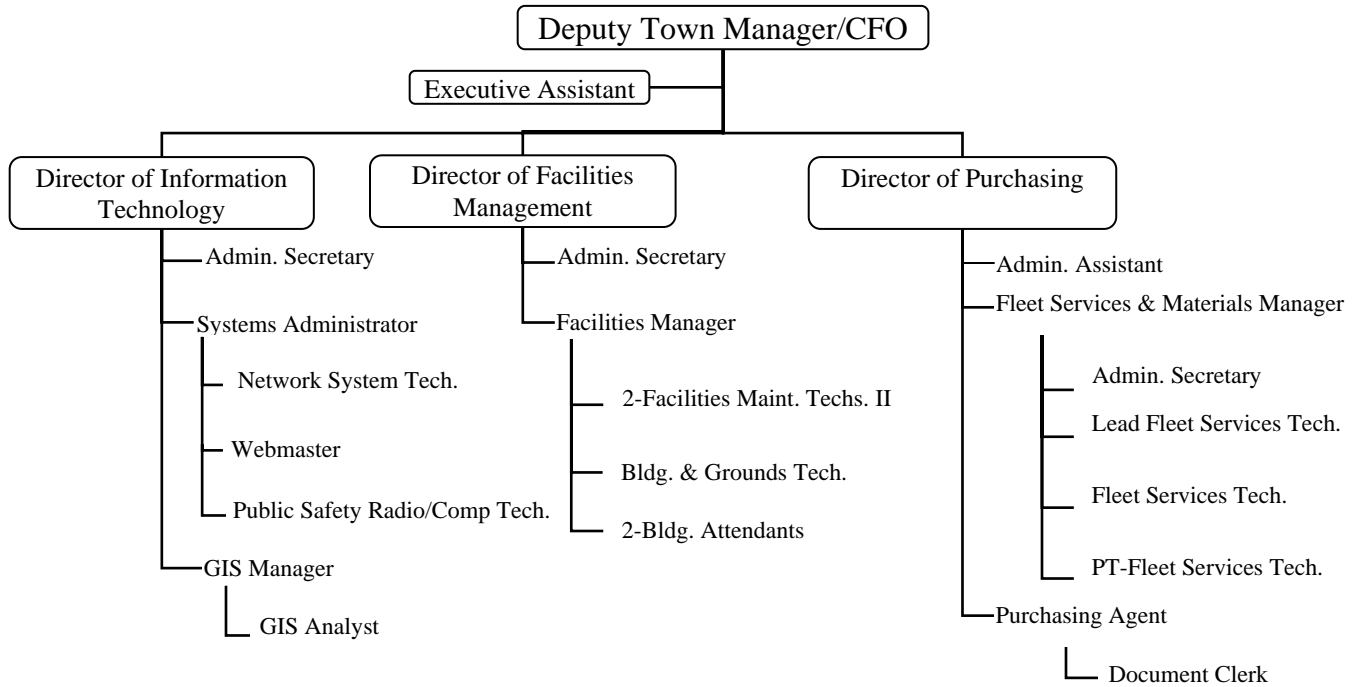 Deputy Town Manager/CFO
Executive Assistant
Director of Information
Technology
Admin. Secretary
Systems Administrator
Network System Tech.
Webmaster
Public Safety Radio/Comp Tech.
GIS Manager
GIS Analyst
Director of Facilities
Management
Admin. Secretary
Facilities Manager
2-Facilities Maint. Techs. II
Bldg. & Grounds Tech.
2-Bldg. Attendants
Director of Purchasing
Admin. Assistant
Fleet Services & Materials Manager
Admin. Secretary
Lead Fleet Services Tech.
Fleet Services Tech.
PT-Fleet Services Tech.
Purchasing Agent
Document Clerk